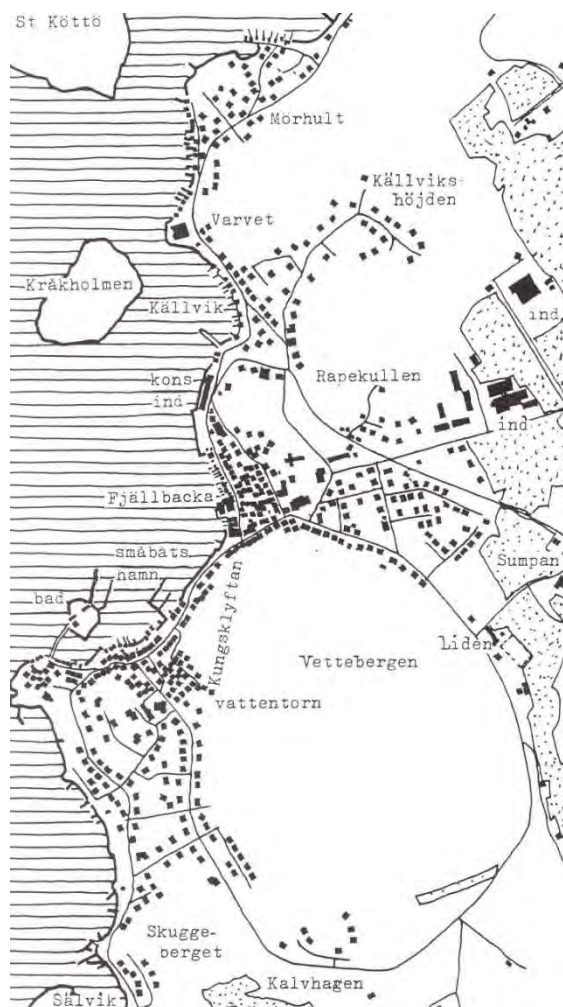 St Köttö
Mörhult
Källviks-
höjden
Varvet
Kråkholmen
ind
Källvik
kons
ind
Rapekullen
ind
Fjällbacka
småbåts
hamn
bad
Sumpan
Kungsklyftan
Liden
Vettebergen
vattentorn
Skugge-
berget
Kalvhagen
Sälvik